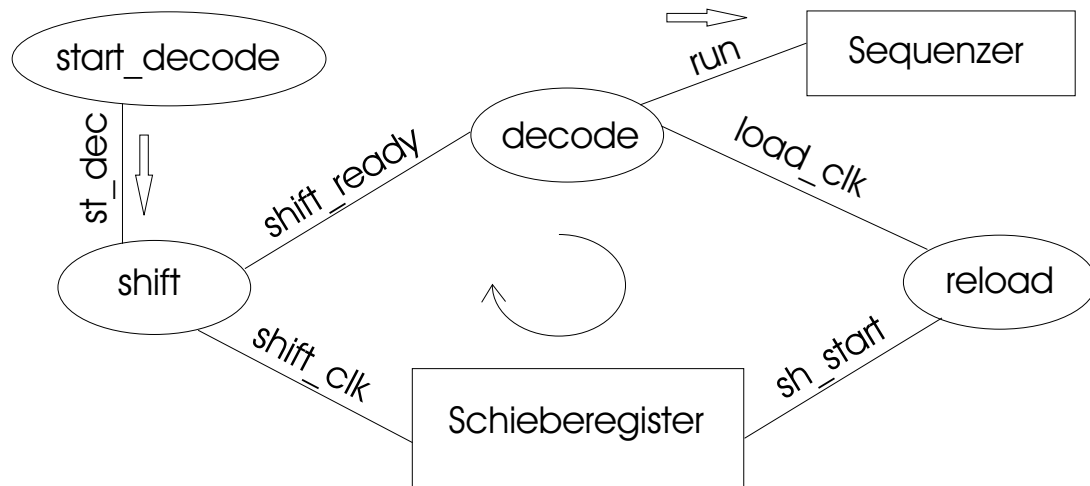 start_decode
run
Sequenzer
st_dec
shift_ready
decode
load_clk
shift
reload
shift_clk
Schieberegister
sh_start